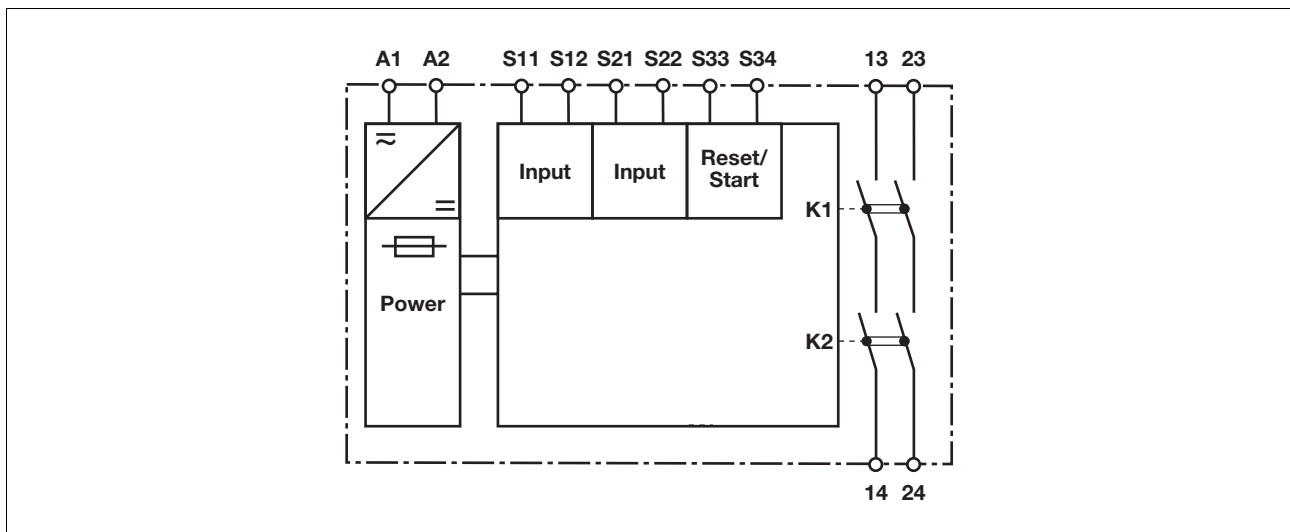 A1 A2 S11 S12 S21 S22 S33 S34 13 23
Input Input Reset/
Start
K1
Power
K2
14 24